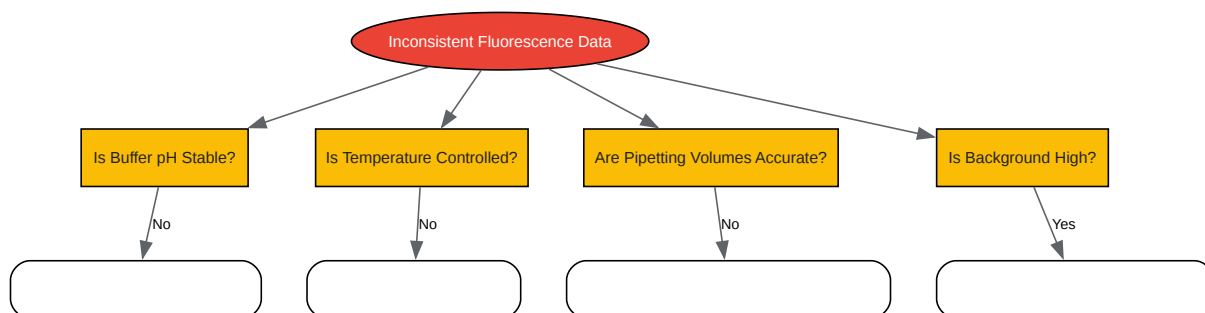 Inconsistent Fluorescence Data
Is Buffer pH Stable?
Is Temperature Controlled?
Are Pipetting Volumes Accurate?
Is Background High?
No
No
No
Yes